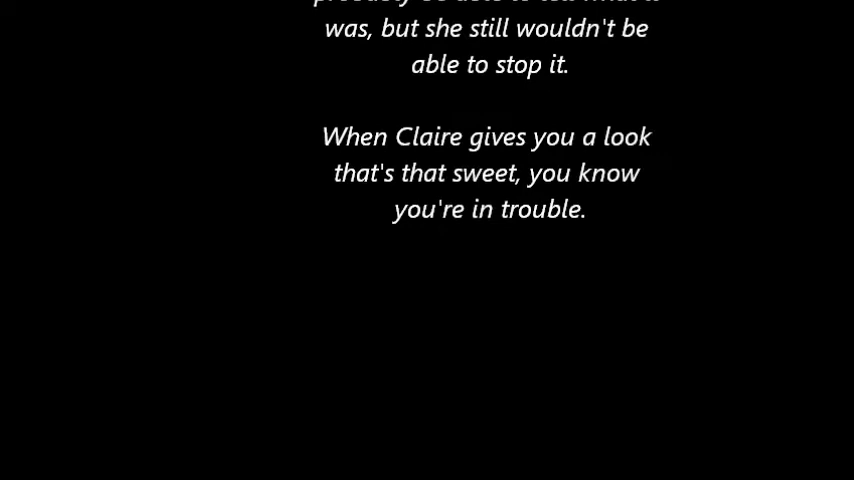 was, but she still wouldn't be
able to stop it.
When Claire gives you a look
that's that sweet, you know
you're in trouble.